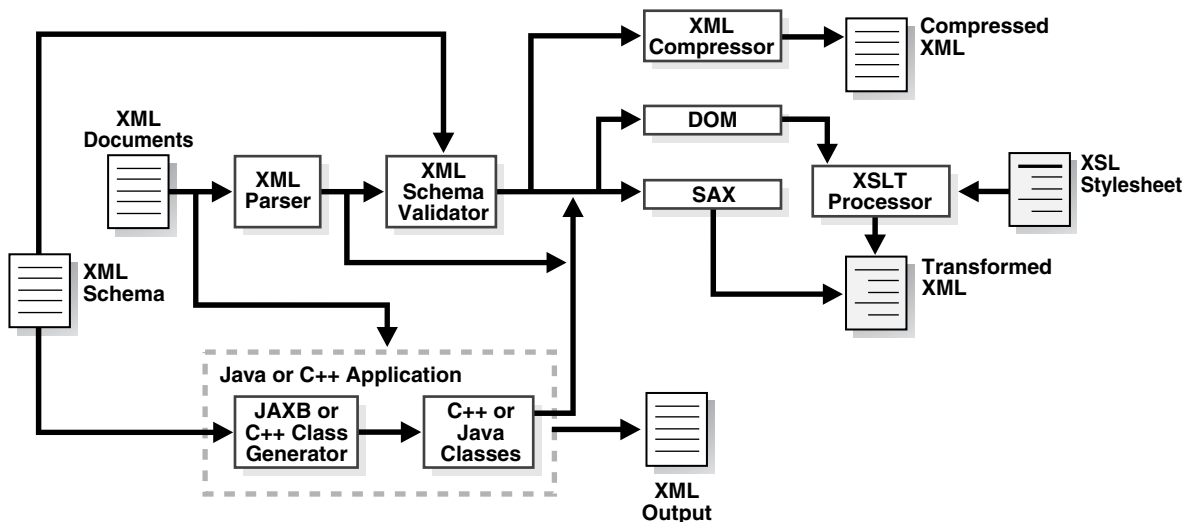 XML
Compressor
Compressed
XML
XML
Documents
DOM
XML
Parser
XML
Schema
Validator
SAX
XSLT
Processor
XSL
Stylesheet
XML
Schema
Transformed
XML
Java or C++ Application
JAXB or
C++ Class
Generator
C++ or
Java
Classes
XML
Output